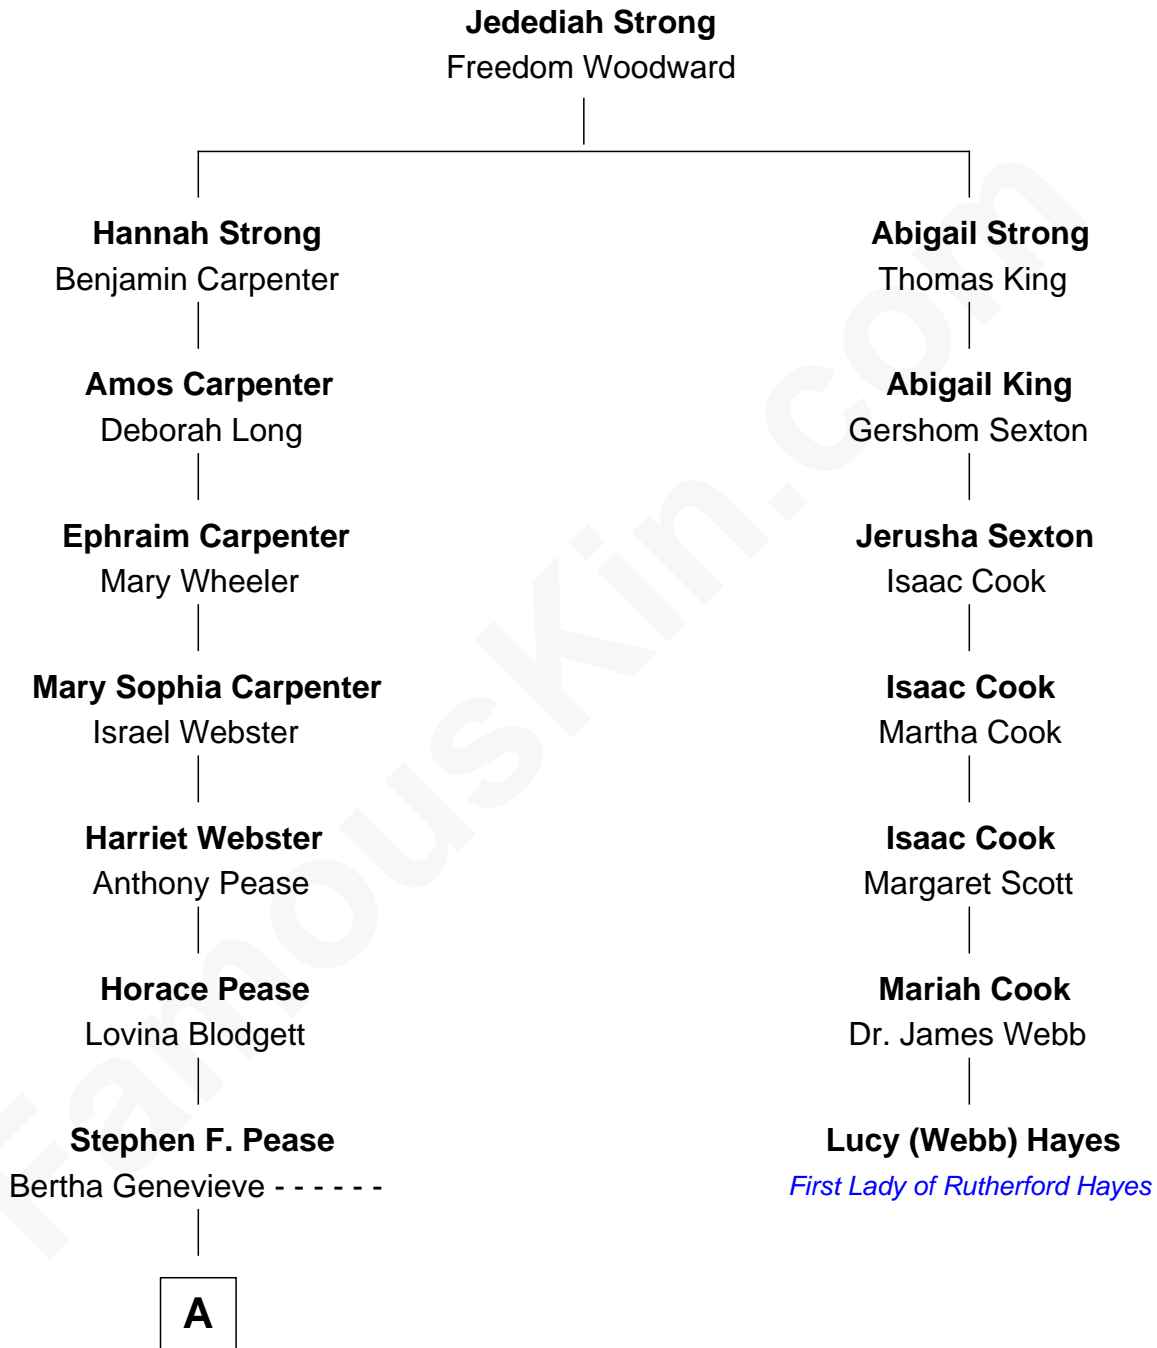 Jedediah Strong
Freedom Woodward
Hannah Strong
Benjamin Carpenter
Amos Carpenter
Deborah Long
Ephraim Carpenter
Mary Wheeler
Mary Sophia Carpenter
Israel Webster
Harriet Webster
Anthony Pease
Horace Pease
Lovina Blodgett
Stephen F. Pease
Bertha Genevieve - - - - - -
A
Abigail Strong
Thomas King
Abigail King
Gershom Sexton
Jerusha Sexton
Isaac Cook
Isaac Cook
Martha Cook
Isaac Cook
Margaret Scott
Mariah Cook
Dr. James Webb
Lucy (Webb) Hayes
First Lady of Rutherford Hayes
FamousKin.com